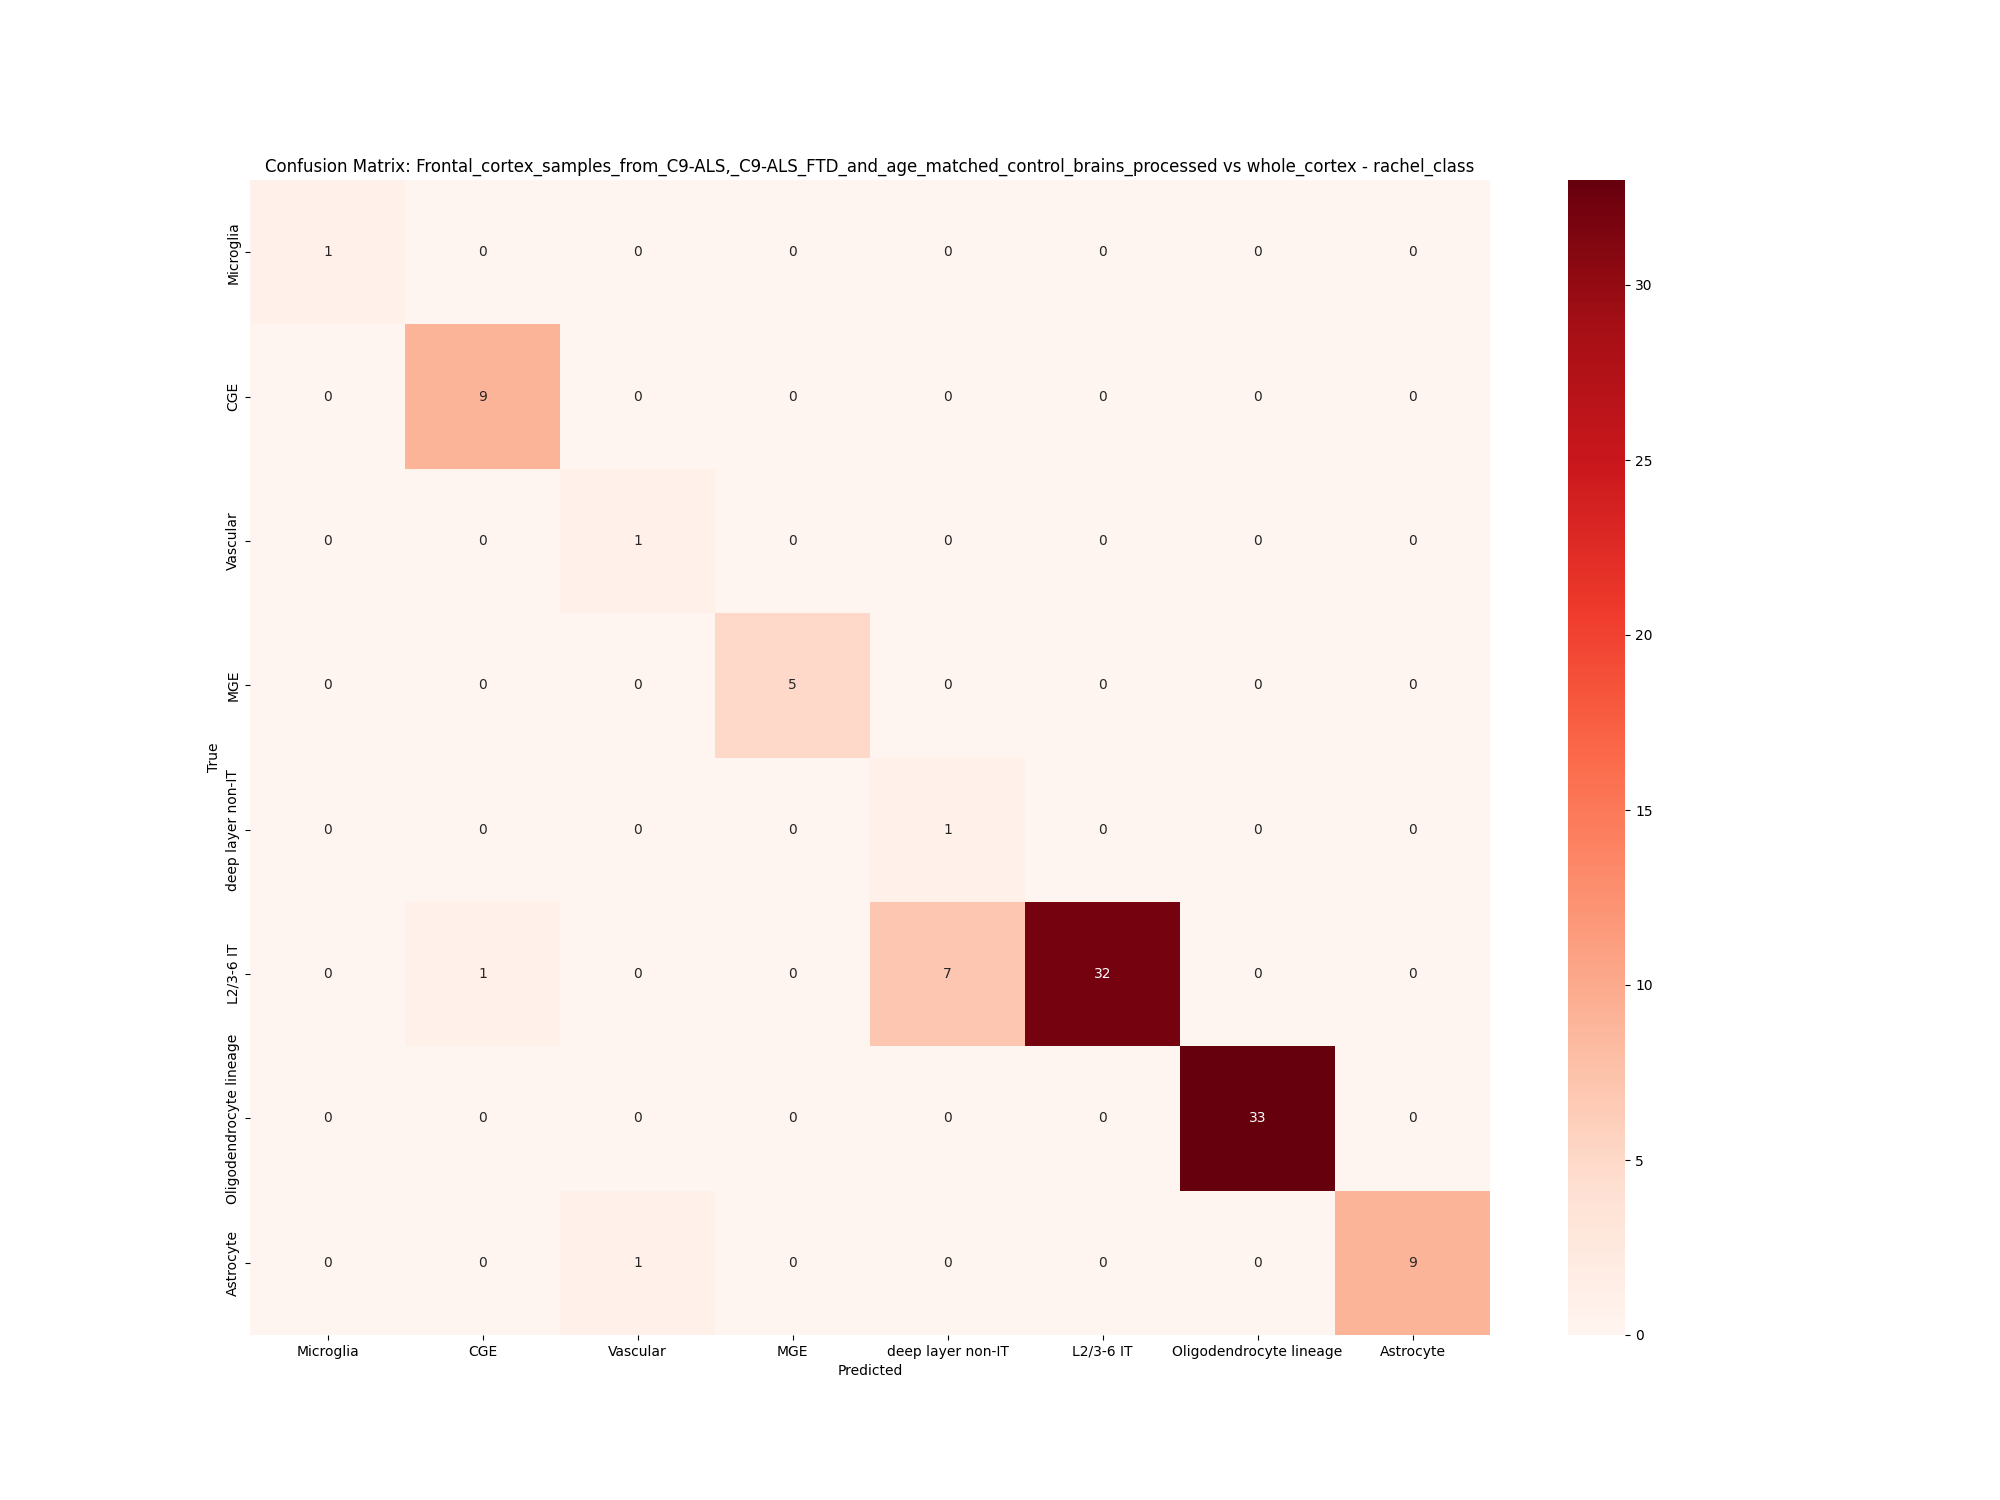 Confusion Matrix: Frontal_cortex_samples_from_C9-ALS,_C9-ALS_FTD_and_age_matched_control_brains_processed vs whole_cortex - rachel_class
True
Microglia 1 0 0 0 0 0 0 0
CGE 0 9 0 0 0 0 0 0
Vascular 0 0 1 0 0 0 0 0
MGE 0 0 0 5 0 0 0 0
deep layer non-IT 0 0 0 0 1 0 0 0
L2/3-6 IT 0 1 0 0 7 32 0 0
Oligodendrocyte lineage 0 0 0 0 0 0 33 0
Astrocyte 0 0 1 0 0 0 0 9
Microglia CGE Vascular MGE deep layer non-IT L2/3-6 IT Oligodendrocyte lineage Astrocyte
Predicted
30
25
20
15
10
5
0